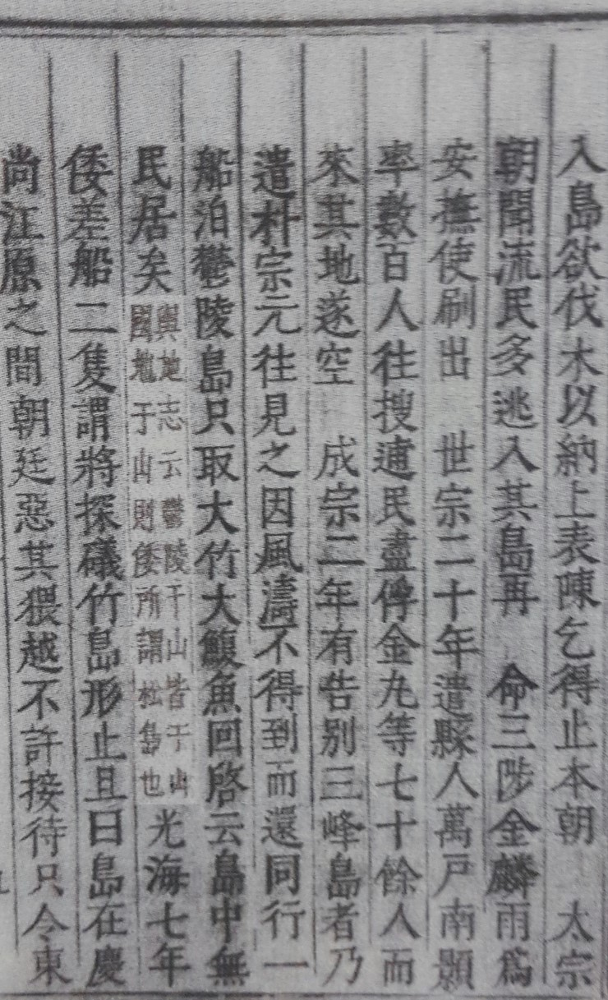 入島欲伐木以納上表陳乞得止本朝 太宗
朝聞流民多逃入其島再 命三陟金麟雨爲
安撫使刷出 世宗二十年遣縣人萬戶南顥
率數百人往搜逋民盡俘金丸等七十餘人而
來其地遂空 成宗二年有告別三峰島者乃
遣朴宗元往見之因風濤不得到而還同行一
船泊鬱陵島只取大竹大鰒魚回啓云島中無
民居矣 輿地志云鬱陵于山皆于山國地于山則倭所謂松島也 光海七年
倭差船二隻謂將探礒竹島形止且曰島在慶
尚江原之間朝廷惡其猥越不許接待只令東